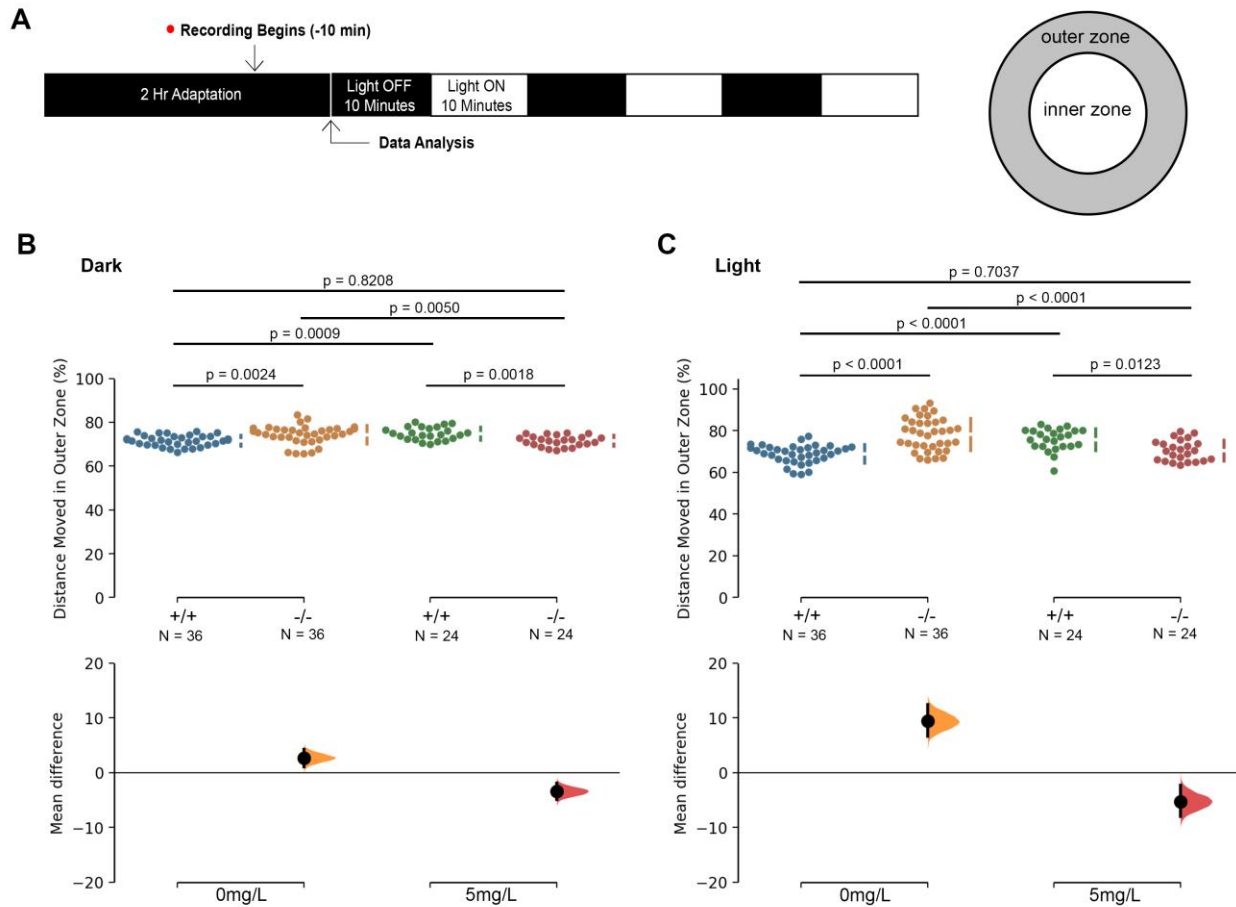 A
Recording Begins (-10 min)
2 Hr Adaptation
Light OFF
10 Minutes
Light ON
10 Minutes
Data Analysis
outer zone
inner zone
B
Dark
p = 0.8208
p = 0.0050
p = 0.0009
p = 0.0024
p = 0.0018
Distance Moved in Outer Zone (%)
100
80
60
40
20
0
+/+
N = 36
-/-
N = 36
+/+
N = 24
-/-
N = 24
Mean difference
20
10
0
−10
−20
0mg/L
5mg/L
C
Light
p = 0.7037
p < 0.0001
p < 0.0001
p < 0.0001
p = 0.0123
Distance Moved in Outer Zone (%)
100
80
60
40
20
0
+/+
N = 36
-/-
N = 36
+/+
N = 24
-/-
N = 24
Mean difference
20
10
0
−10
−20
0mg/L
5mg/L